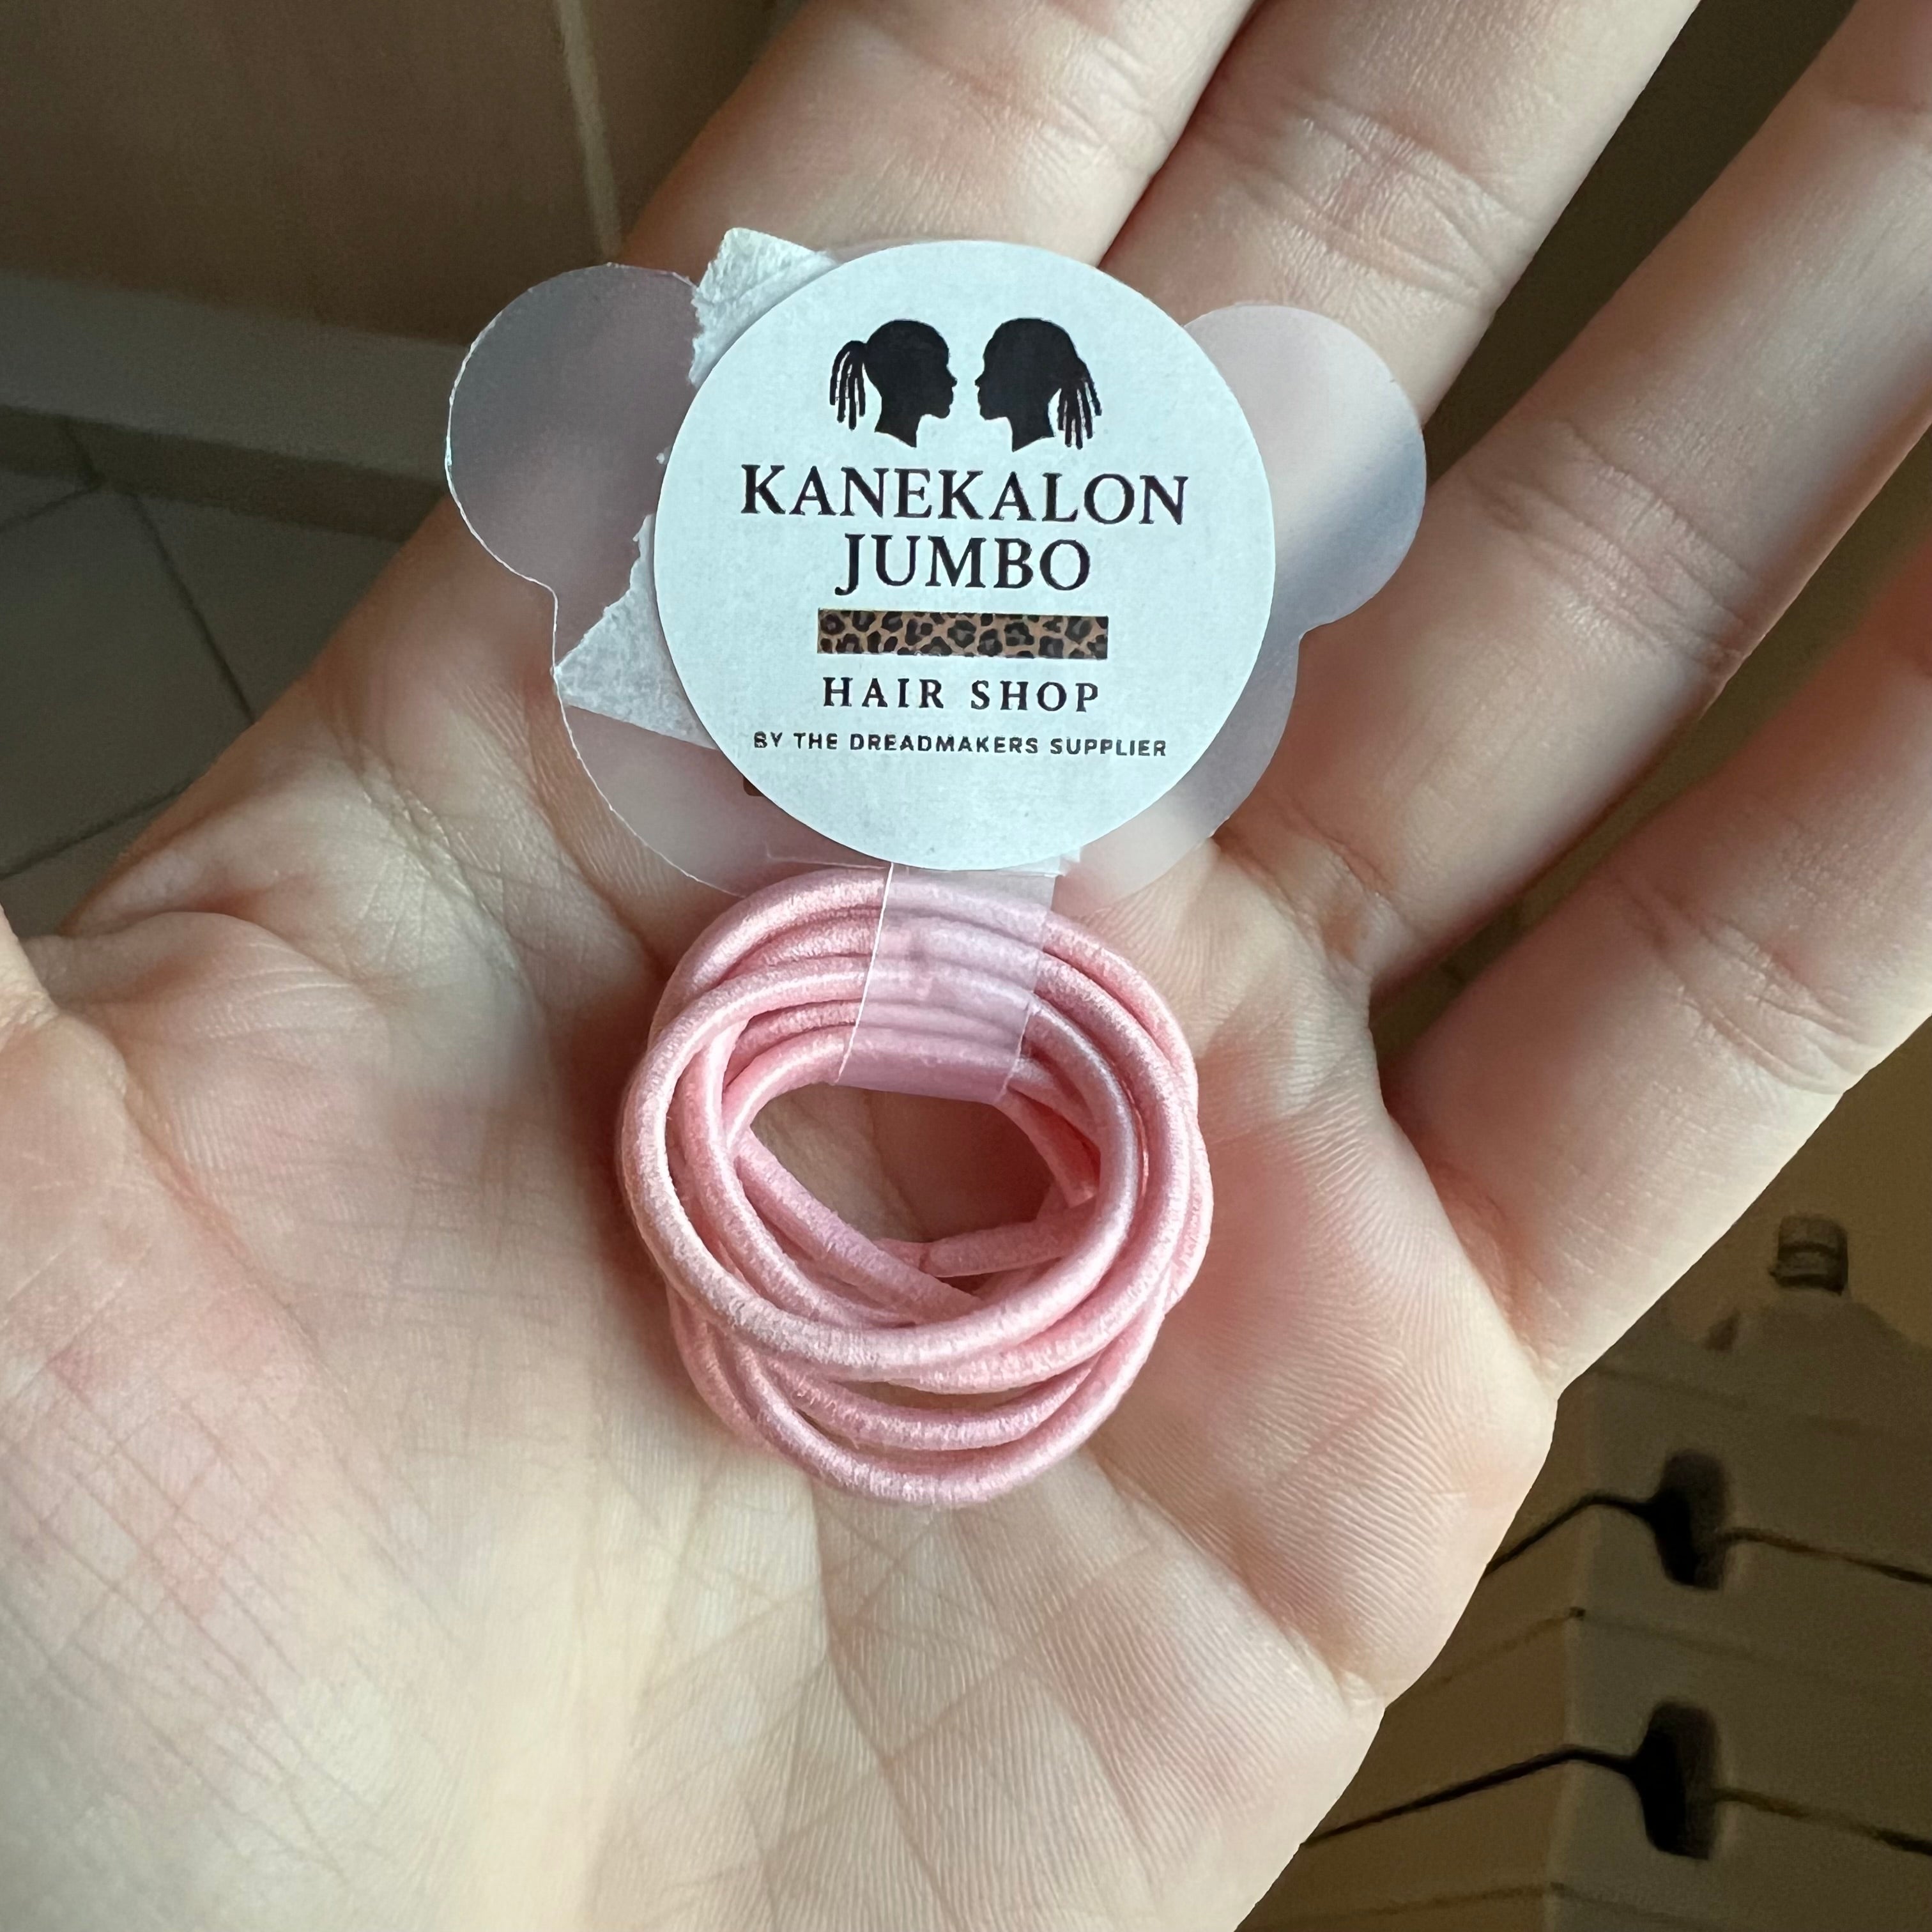 KANEKALON
JUMBO
HAIR SHOP
BY THE DREADMAKERS SUPPLIER